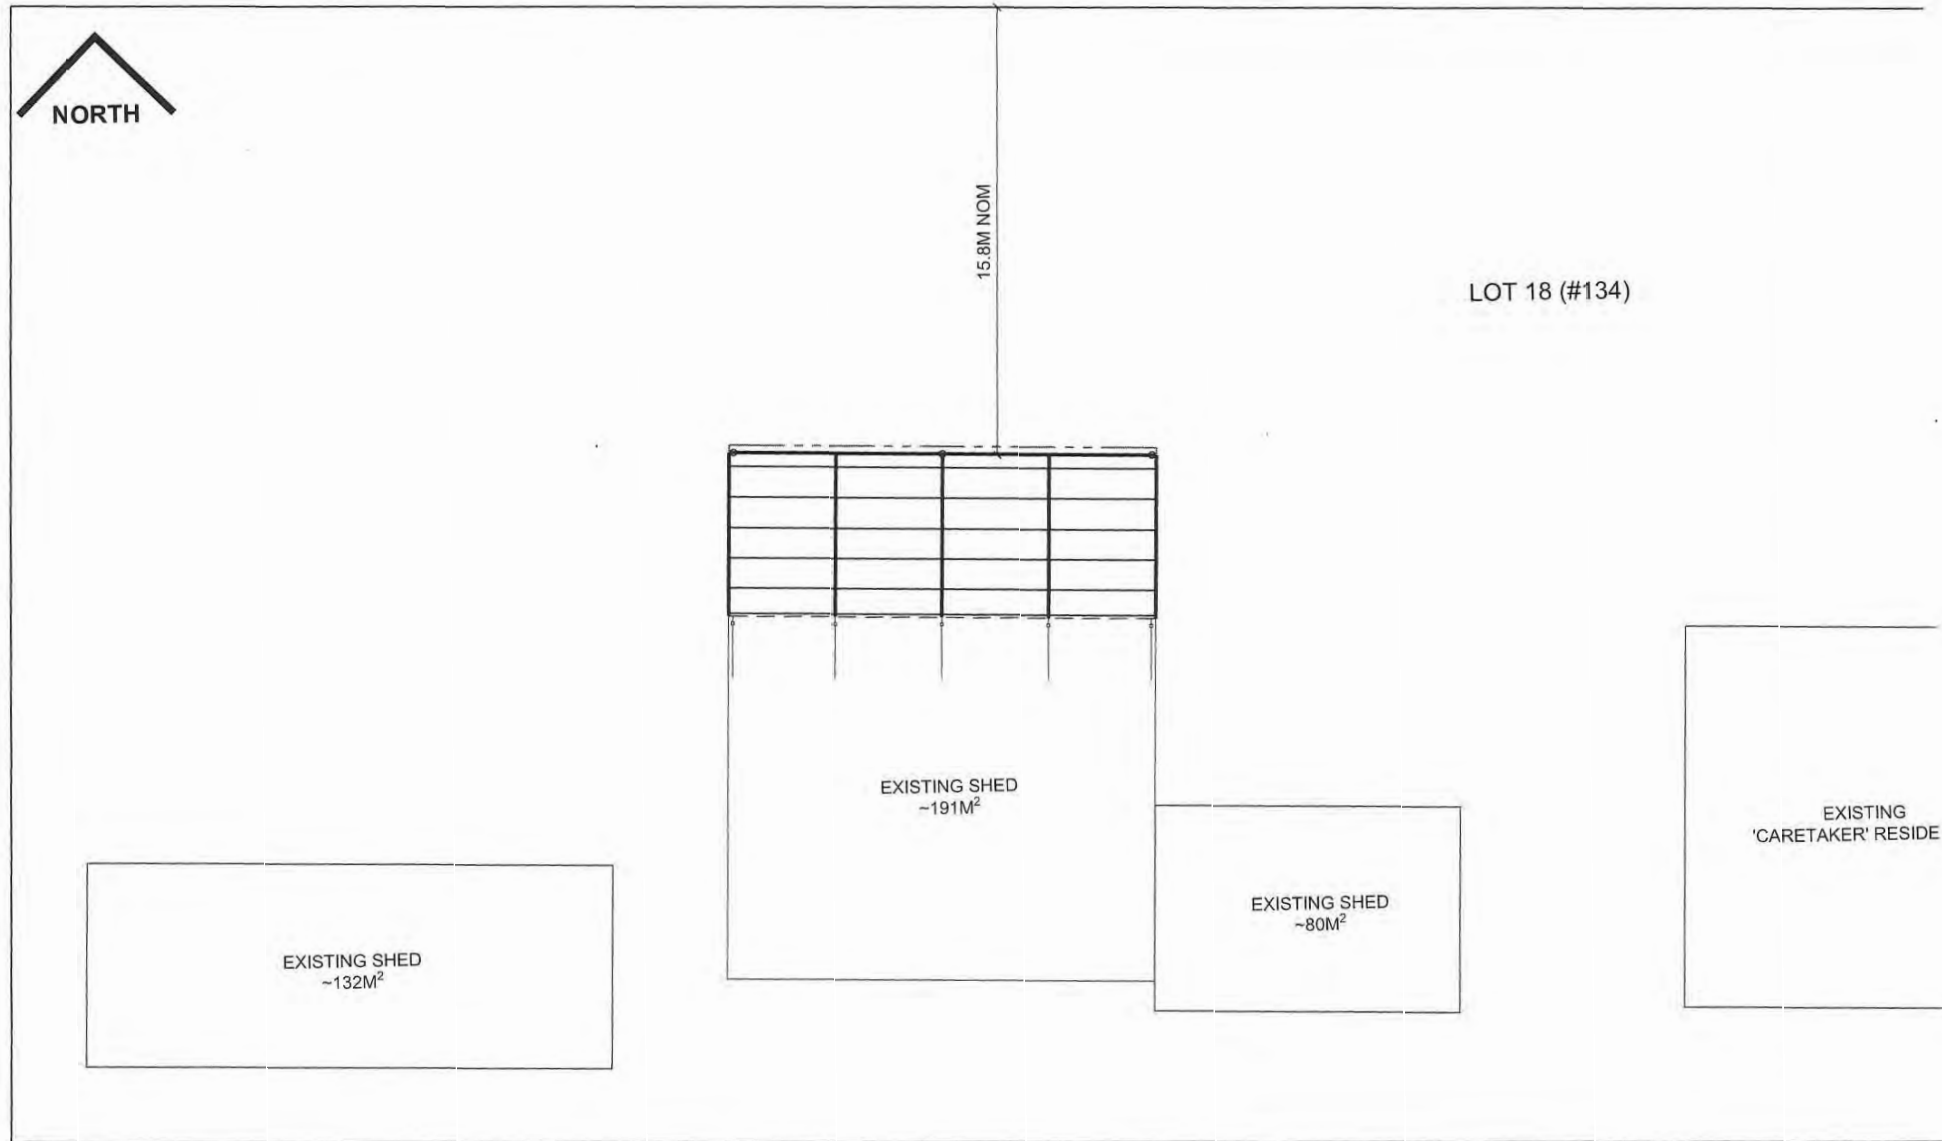 NORTH
15.8M NOM
LOT 18 (#134)
EXISTING SHED
~191M²
EXISTING
'CARETAKER' RESIDE
EXISTING SHED
~80M²
EXISTING SHED
~132M²